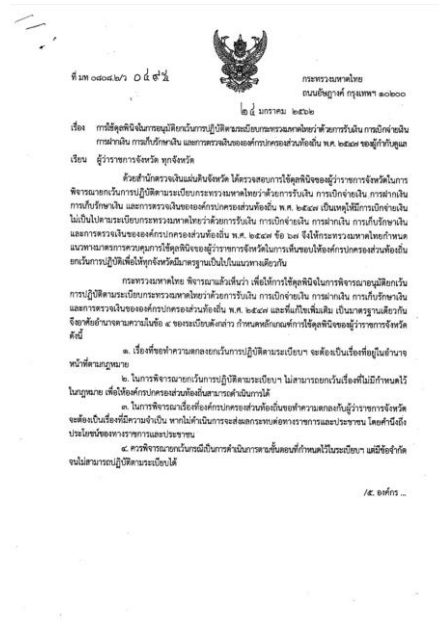 ที่ มท ๐๘๐๘.๒/ว ๐๔๙๖
กระทรวงมหาดไทย
ถนนอัษฎางค์ กรุงเทพฯ ๑๐๒๐๐
๒๔ มกราคม ๒๕๖๒
เรื่อง การใช้ดุลพินิจในการอนุมัติยกเว้นการปฏิบัติตามระเบียบกระทรวงมหาดไทยว่าด้วยการรับเงิน การเบิกจ่ายเงิน
การฝากเงิน การเก็บรักษาเงิน และการตรวจเงินขององค์กรปกครองส่วนท้องถิ่น พ.ศ. ๒๕๔๗ ของผู้กำกับดูแล
เรียน ผู้ว่าราชการจังหวัด ทุกจังหวัด
ด้วยสำนักตรวจเงินแผ่นดินจังหวัด ได้ตรวจสอบการใช้ดุลพินิจของผู้ว่าราชการจังหวัดในการ
พิจารณายกเว้นการปฏิบัติตามระเบียบกระทรวงมหาดไทยว่าด้วยการรับเงิน การเบิกจ่ายเงิน การฝากเงิน
การเก็บรักษาเงิน และการตรวจเงินขององค์กรปกครองส่วนท้องถิ่น พ.ศ. ๒๕๔๗ เป็นเหตุให้มีการเบิกจ่ายเงิน
ไม่เป็นไปตามระเบียบกระทรวงมหาดไทยว่าด้วยการรับเงิน การเบิกจ่ายเงิน การฝากเงิน การเก็บรักษาเงิน
และการตรวจเงินขององค์กรปกครองส่วนท้องถิ่น พ.ศ. ๒๕๔๗ ข้อ ๖๗ จึงให้กระทรวงมหาดไทยกำหนด
แนวทางมาตรการควบคุมการใช้ดุลพินิจของผู้ว่าราชการจังหวัดในการเห็นชอบให้องค์กรปกครองส่วนท้องถิ่น
ยกเว้นการปฏิบัติเพื่อให้ทุกจังหวัดมีมาตรฐานเป็นไปในแนวทางเดียวกัน
กระทรวงมหาดไทย พิจารณาแล้วเห็นว่า เพื่อให้การใช้ดุลพินิจในการพิจารณาอนุมัติยกเว้น
การปฏิบัติตามระเบียบกระทรวงมหาดไทยว่าด้วยการรับเงิน การเบิกจ่ายเงิน การฝากเงิน การเก็บรักษาเงิน
และการตรวจเงินขององค์กรปกครองส่วนท้องถิ่น พ.ศ. ๒๕๔๗ และที่แก้ไขเพิ่มเติม เป็นมาตรฐานเดียวกัน
จึงอาศัยอำนาจตามความในข้อ ๔ ของระเบียบดังกล่าว กำหนดหลักเกณฑ์การใช้ดุลพินิจของผู้ว่าราชการจังหวัด
ดังนี้
๑. เรื่องที่ขอทำความตกลงยกเว้นการปฏิบัติตามระเบียบฯ จะต้องเป็นเรื่องที่อยู่ในอำนาจ
หน้าที่ตามกฎหมาย
๒. ในการพิจารณายกเว้นการปฏิบัติตามระเบียบฯ ไม่สามารถยกเว้นเรื่องที่ไม่มีกำหนดไว้
ในกฎหมาย เพื่อให้องค์กรปกครองส่วนท้องถิ่นสามารถดำเนินการได้
๓. ในการพิจารณาเรื่องที่องค์กรปกครองส่วนท้องถิ่นขอทำความตกลงกับผู้ว่าราชการจังหวัด
จะต้องเป็นเรื่องที่มีความจำเป็น หากไม่ดำเนินการจะส่งผลกระทบต่อทางราชการและประชาชน โดยคำนึงถึง
ประโยชน์ของทางราชการและประชาชน
๔. ควรพิจารณายกเว้นกรณีเป็นการดำเนินการตามขั้นตอนที่กำหนดไว้ในระเบียบฯ แต่มีข้อจำกัด
จนไม่สามารถปฏิบัติตามระเบียบได้
/๕. องค์กร ...